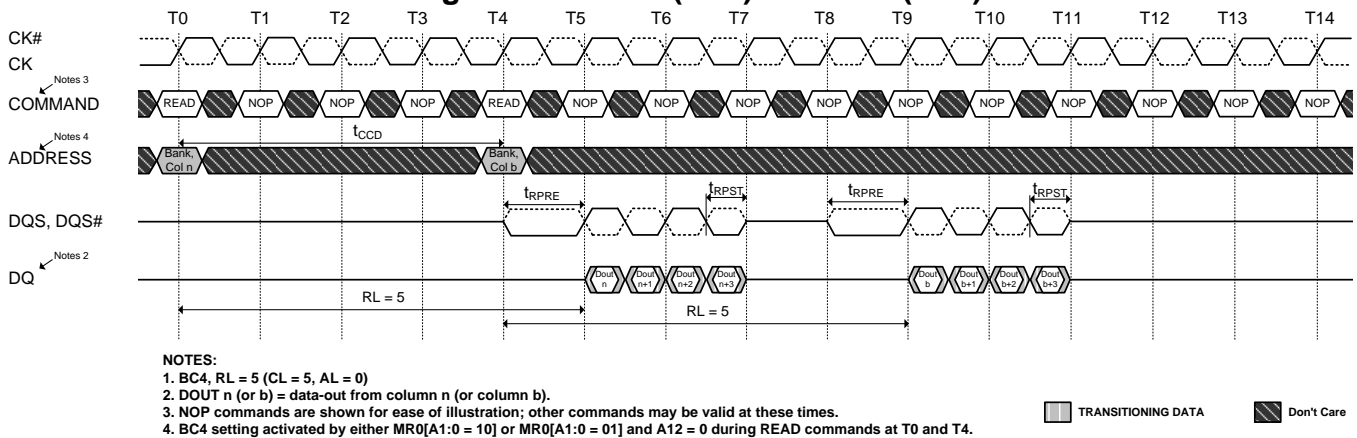 T0 T1 T2 T3 T4 T5 T6 T7 T8 T9 T10 T11 T12 T13 T14
CK#
CK
Notes 3
COMMAND READ NOP NOP NOP READ NOP NOP NOP NOP NOP NOP NOP NOP NOP NOP
tCCD
Notes 4
ADDRESS Bank, Col n Bank, Col b
tRPRE tRPST tRPRE tRPST
DQS, DQS#
Notes 2
DQ Dout n Dout n+1 Dout n+2 Dout n+3 Dout b Dout b+1 Dout b+2 Dout b+3
RL = 5
RL = 5
NOTES:
1. BC4, RL = 5 (CL = 5, AL = 0)
2. DOUT n (or b) = data-out from column n (or column b).
3. NOP commands are shown for ease of illustration; other commands may be valid at these times.
4. BC4 setting activated by either MR0[A1:0 = 10] or MR0[A1:0 = 01] and A12 = 0 during READ commands at T0 and T4.
TRANSITIONING DATA Don't Care